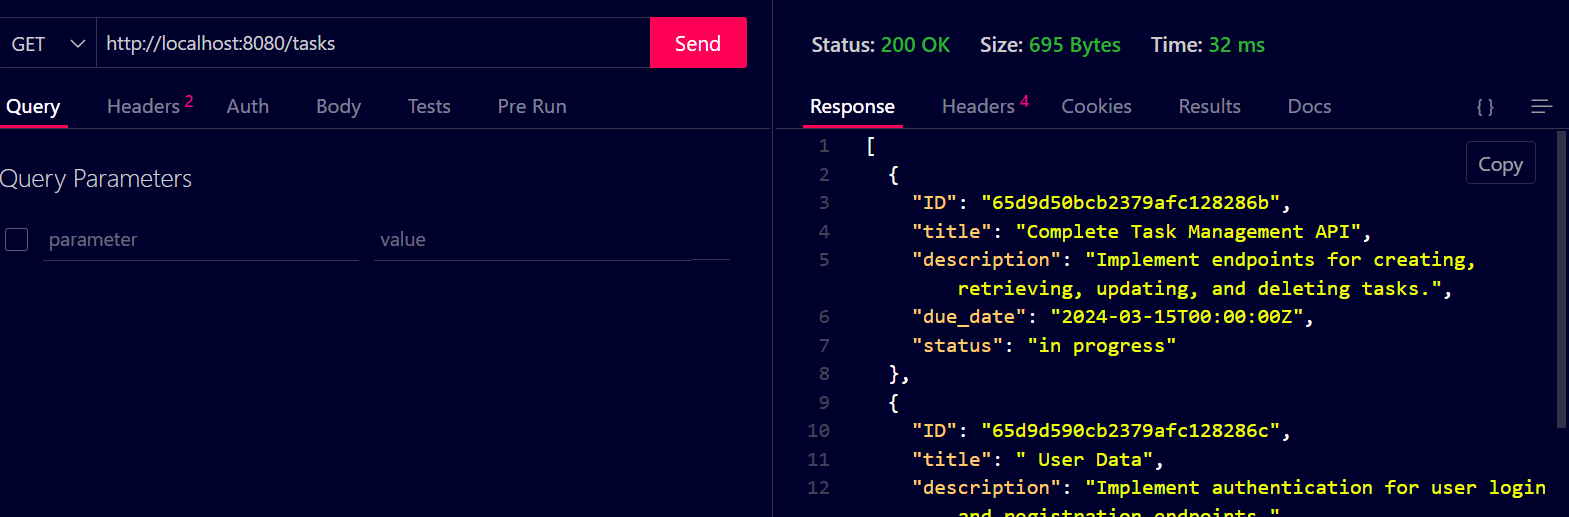 GET http://localhost:8080/tasks Send
Query Headers 2 Auth Body Tests Pre Run
Query Parameters
parameter value
Status: 200 OK Size: 695 Bytes Time: 32 ms
Response Headers 4 Cookies Results Docs { }
Copy
1 [
2 {
3 "ID": "65d9d50bcb2379afc128286b",
4 "title": "Complete Task Management API",
5 "description": "Implement endpoints for creating,
retrieving, updating, and deleting tasks.",
6 "due_date": "2024-03-15T00:00:00Z",
7 "status": "in progress"
8 },
9 {
10 "ID": "65d9d590cb2379afc128286c",
11 "title": " User Data",
12 "description": "Implement authentication for user login
and registration endpoints."